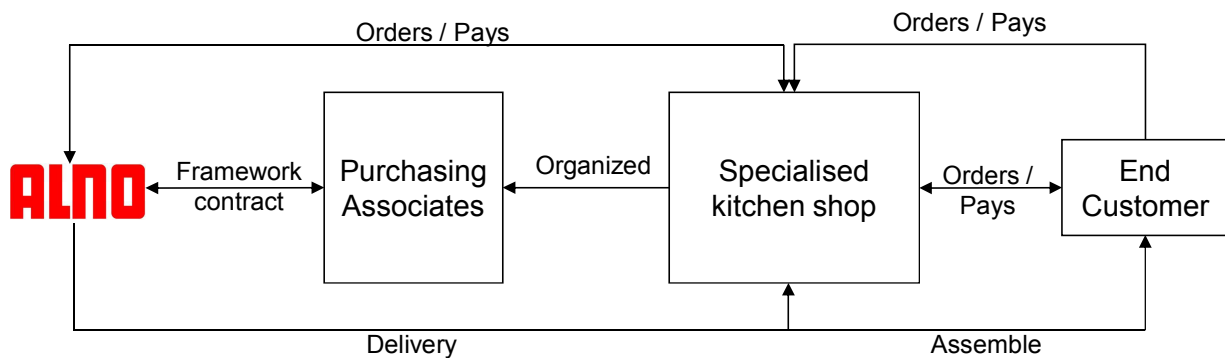 Orders / Pays
Orders / Pays
ALNO
Framework
contract
Purchasing
Associates
Organized
Specialised
kitchen shop
Orders /
Pays
End
Customer
Delivery
Assemble